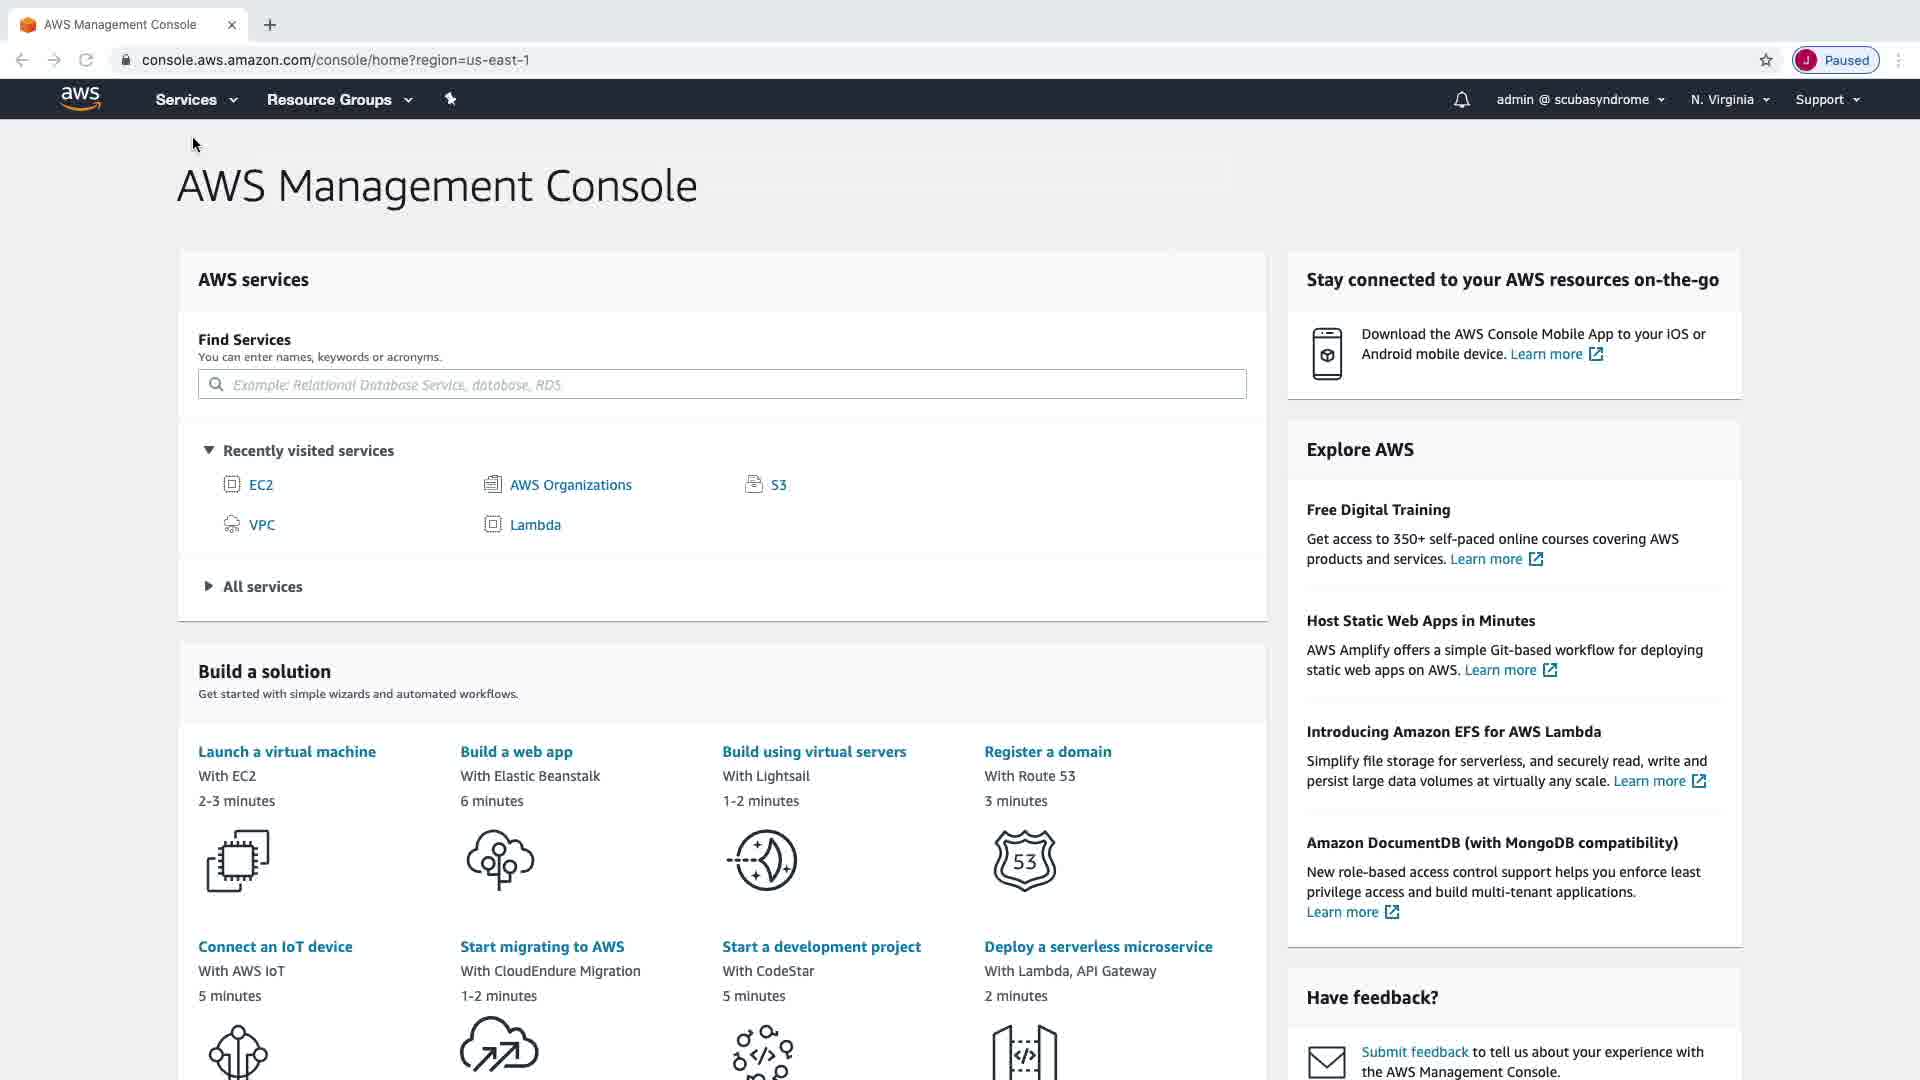 AWS Management Console
console.aws.amazon.com/console/home?region=us-east-1
J Paused
aws Services Resource Groups admin @ scubasyndrome N. Virginia Support
AWS Management Console
AWS services
Find Services
You can enter names, keywords or acronyms.
Example: Relational Database Service, database, RDS
Recently visited services
EC2 AWS Organizations S3
VPC Lambda
All services
Build a solution
Get started with simple wizards and automated workflows.
Launch a virtual machine
With EC2
2-3 minutes
Build a web app
With Elastic Beanstalk
6 minutes
Build using virtual servers
With Lightsail
1-2 minutes
Register a domain
With Route 53
3 minutes
53
Connect an IoT device
With AWS IoT
5 minutes
Start migrating to AWS
With CloudEndure Migration
1-2 minutes
Start a development project
With CodeStar
5 minutes
</>
Deploy a serverless microservice
With Lambda, API Gateway
2 minutes
</>
Stay connected to your AWS resources on-the-go
Download the AWS Console Mobile App to your iOS or
Android mobile device. Learn more
Explore AWS
Free Digital Training
Get access to 350+ self-paced online courses covering AWS
products and services. Learn more
Host Static Web Apps in Minutes
AWS Amplify offers a simple Git-based workflow for deploying
static web apps on AWS. Learn more
Introducing Amazon EFS for AWS Lambda
Simplify file storage for serverless, and securely read, write and
persist large data volumes at virtually any scale. Learn more
Amazon DocumentDB (with MongoDB compatibility)
New role-based access control support helps you enforce least
privilege access and build multi-tenant applications.
Learn more
Have feedback?
Submit feedback to tell us about your experience with
the AWS Management Console.